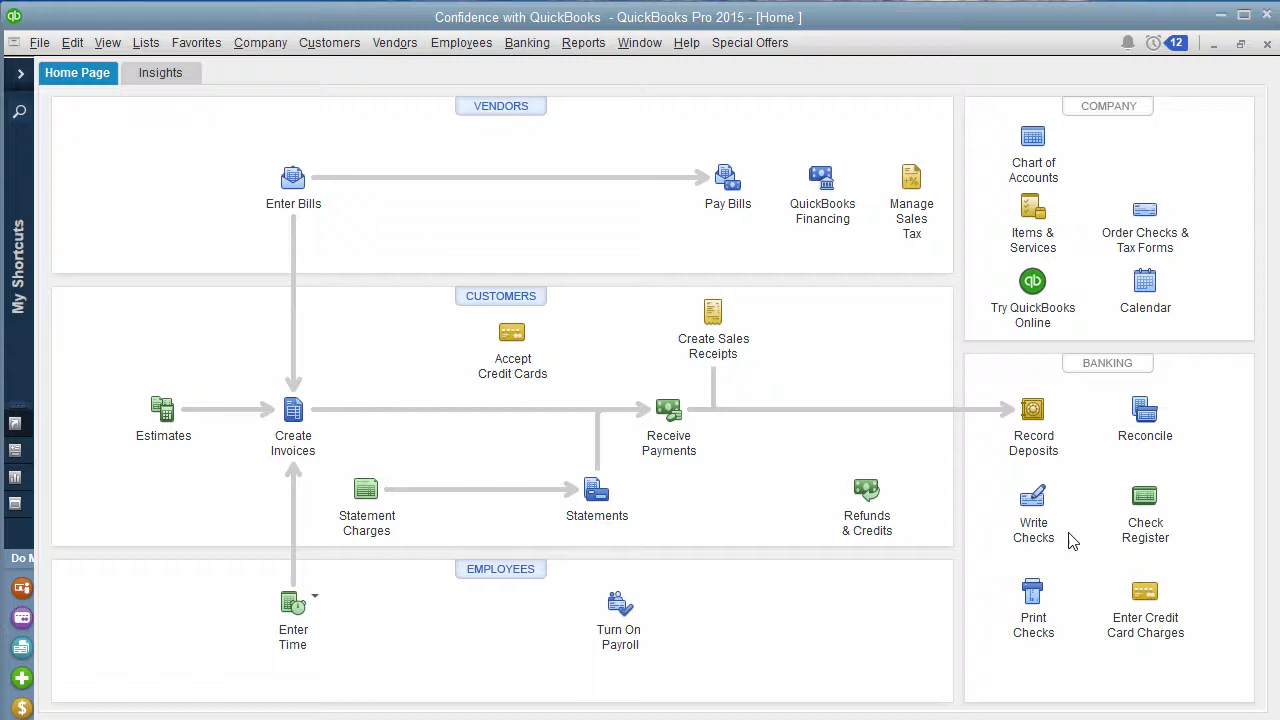 qb
Confidence with QuickBooks - QuickBooks Pro 2015 - [Home ]
File Edit View Lists Favorites Company Customers Vendors Employees Banking Reports Window Help Special Offers 12
Home Page Insights
My Shortcuts
Do M
VENDORS
Enter Bills
Pay Bills
QuickBooks
Financing
Manage
Sales
Tax
CUSTOMERS
Accept
Credit Cards
Create Sales
Receipts
Estimates
Create
Invoices
Receive
Payments
Statement
Charges
Statements
Refunds
& Credits
EMPLOYEES
Enter
Time
Turn On
Payroll
COMPANY
Chart of
Accounts
Items &
Services
Order Checks &
Tax Forms
qb
Try QuickBooks
Online
Calendar
BANKING
Record
Deposits
Reconcile
Write
Checks
Check
Register
Print
Checks
Enter Credit
Card Charges